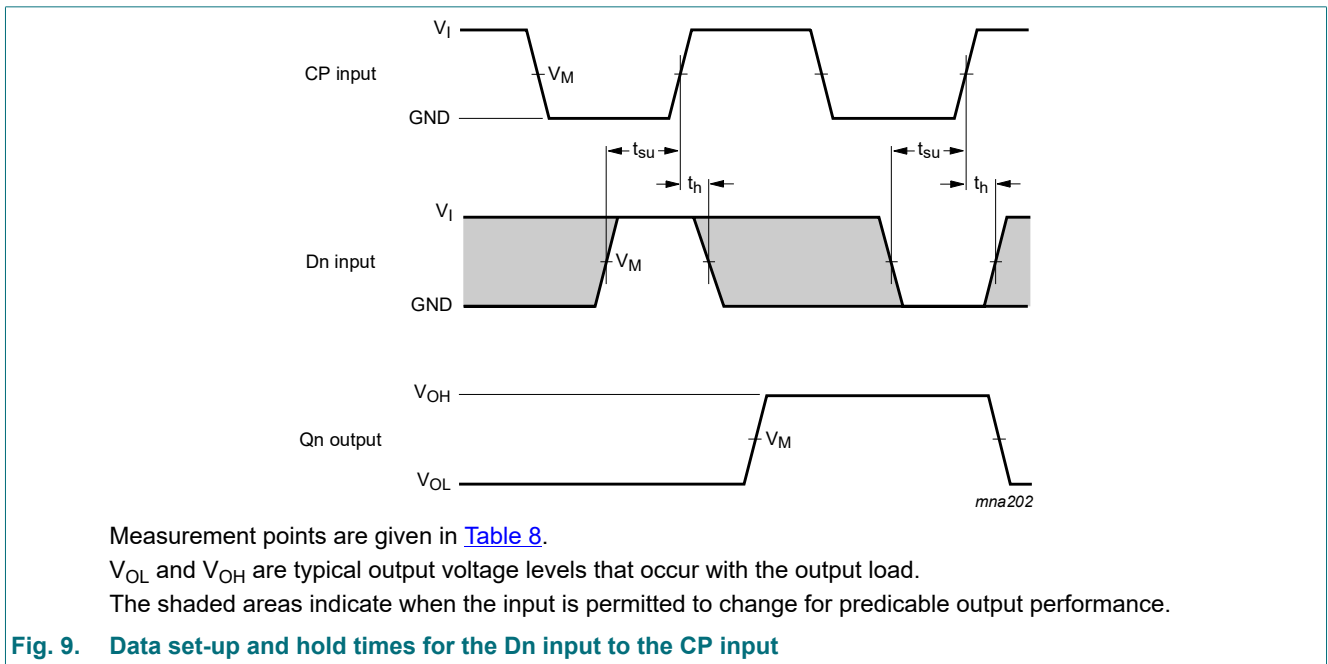 V_I
CP input
V_M
GND
t_su
t_su
t_h
t_h
V_I
Dn input
V_M
GND
V_OH
Qn output
V_M
V_OL
mna202
Measurement points are given in Table 8.
V_OL and V_OH are typical output voltage levels that occur with the output load.
The shaded areas indicate when the input is permitted to change for predicable output performance.
Fig. 9. Data set-up and hold times for the Dn input to the CP input